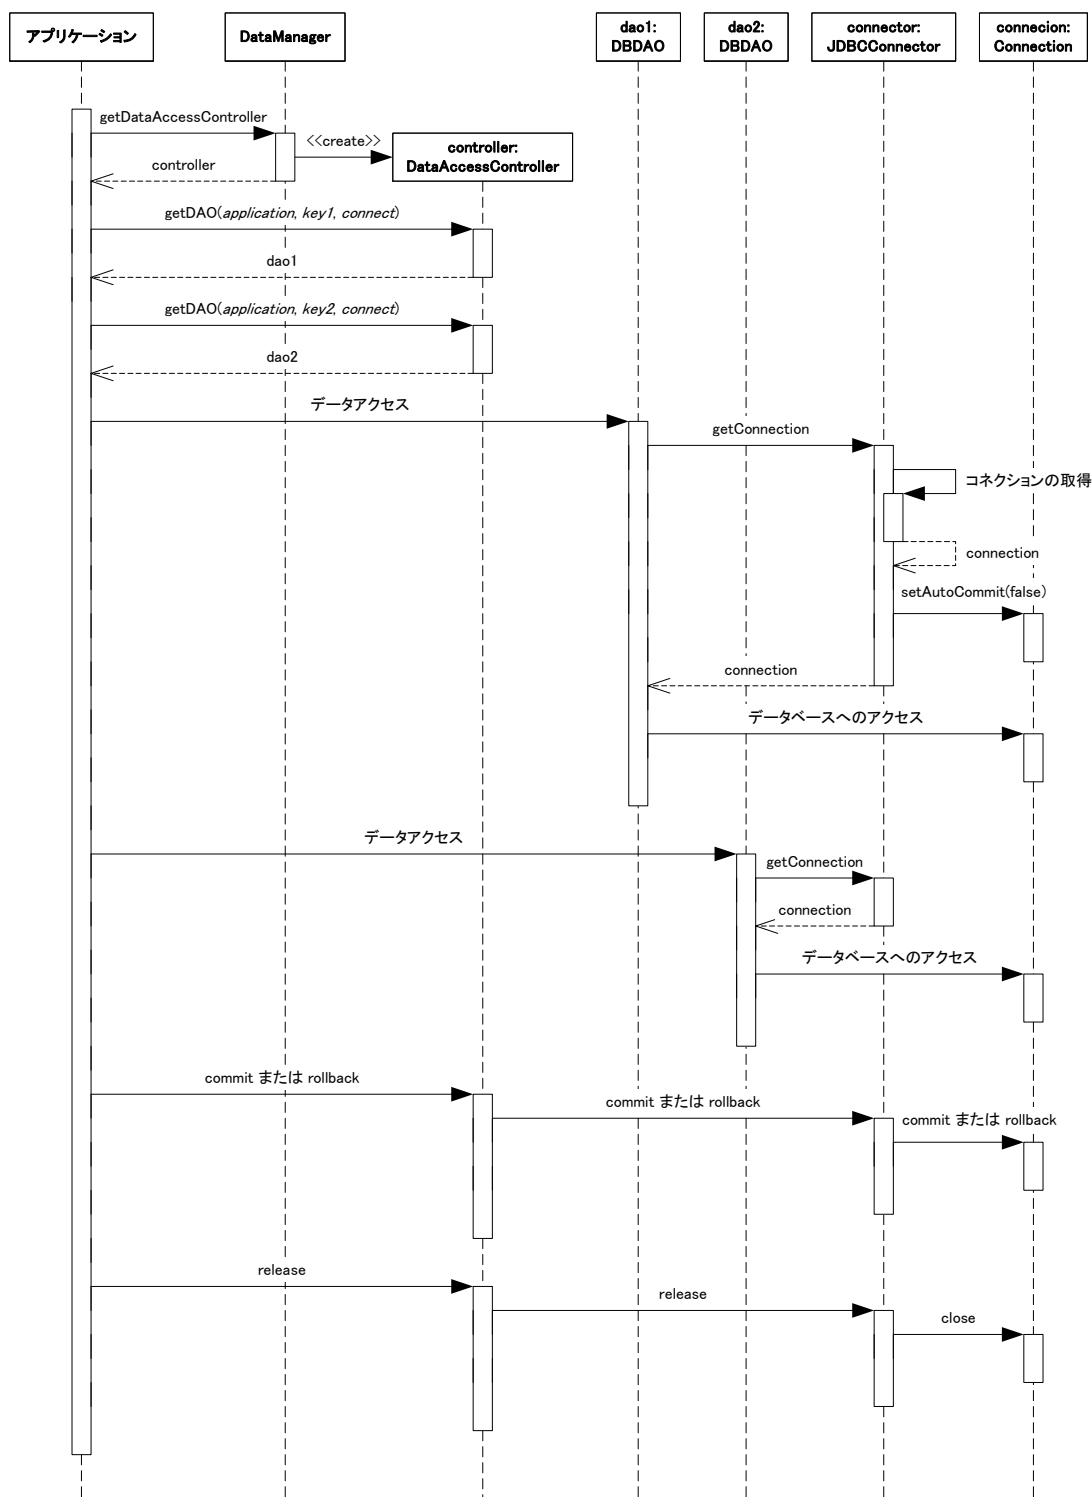 アプリケーション
DataManager
dao1:
DBDAO
dao2:
DBDAO
connector:
JDBCConnector
connecion:
Connection
getDataAccessController
<<create>>
controller:
DataAccessController
controller
getDAO(application, key1, connect)
dao1
getDAO(application, key2, connect)
dao2
データアクセス
getConnection
コネクションの取得
connection
setAutoCommit(false)
connection
データベースへのアクセス
データアクセス
getConnection
connection
データベースへのアクセス
commit または rollback
commit または rollback
commit または rollback
release
release
close